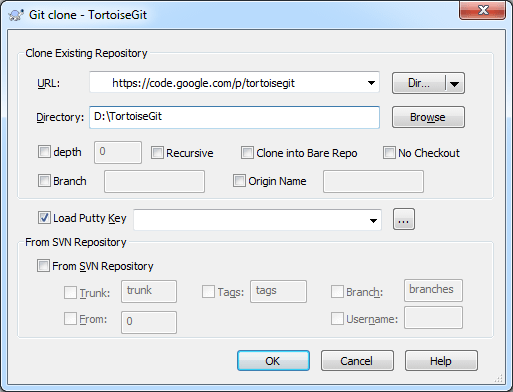 Git clone - TortoiseGit
Clone Existing Repository
URL: https://code.google.com/p/tortoisegit Dir...
Directory: D:\TortoiseGit Browse
depth 0 Recursive Clone into Bare Repo No Checkout
Branch Origin Name
Load Putty Key ...
From SVN Repository
From SVN Repository
Trunk: trunk Tags: tags Branch: branches
From: 0 Username:
OK Cancel Help